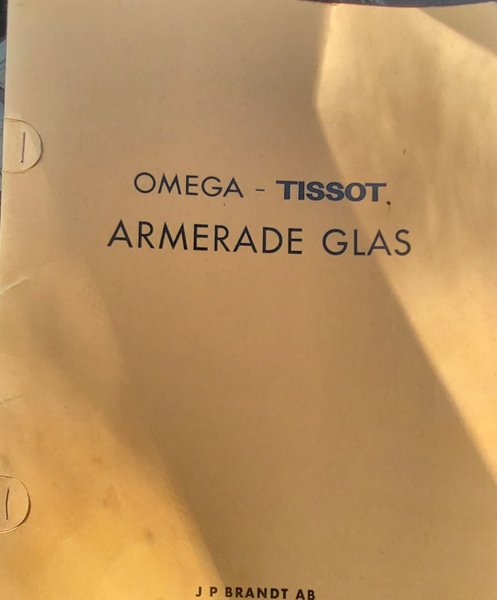 OMEGA - TISSOT.
ARMERADE GLAS
J P BRANDT AB